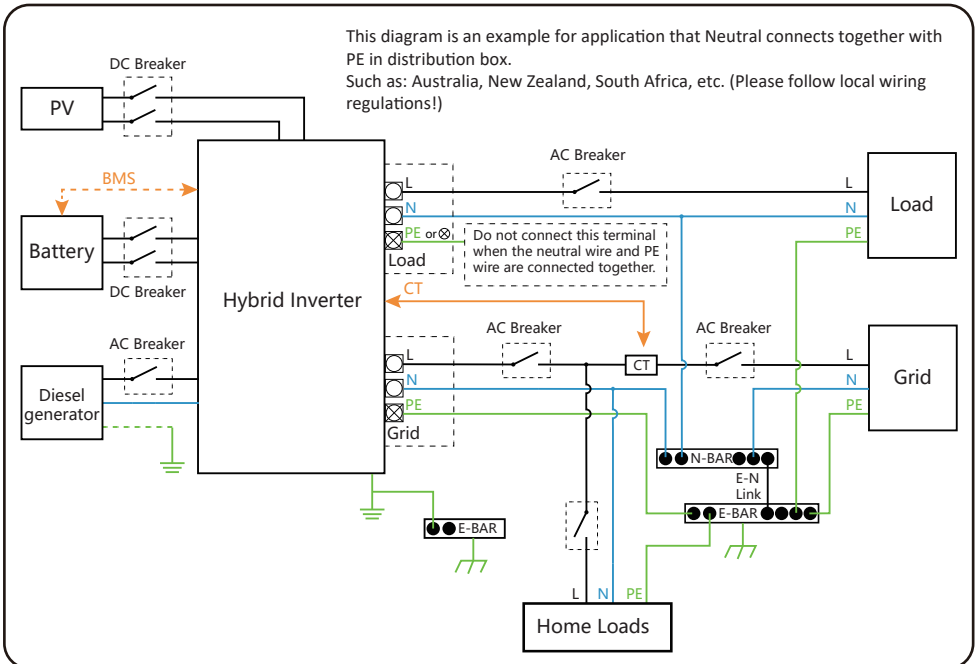 This diagram is an example for application that Neutral connects together with
PE in distribution box.
Such as: Australia, New Zealand, South Africa, etc. (Please follow local wiring
regulations!)
DC Breaker
PV
BMS
Battery
DC Breaker
AC Breaker
Diesel
generator
Hybrid Inverter
L
N
PE or⊗
Load
Do not connect this terminal
when the neutral wire and PE
wire are connected together.
AC Breaker
L
N
PE
Load
CT
AC Breaker
CT
AC Breaker
L
N
PE
Grid
L
N
PE
Grid
N-BAR
E-N
Link
E-BAR
E-BAR
L
N
PE
Home Loads